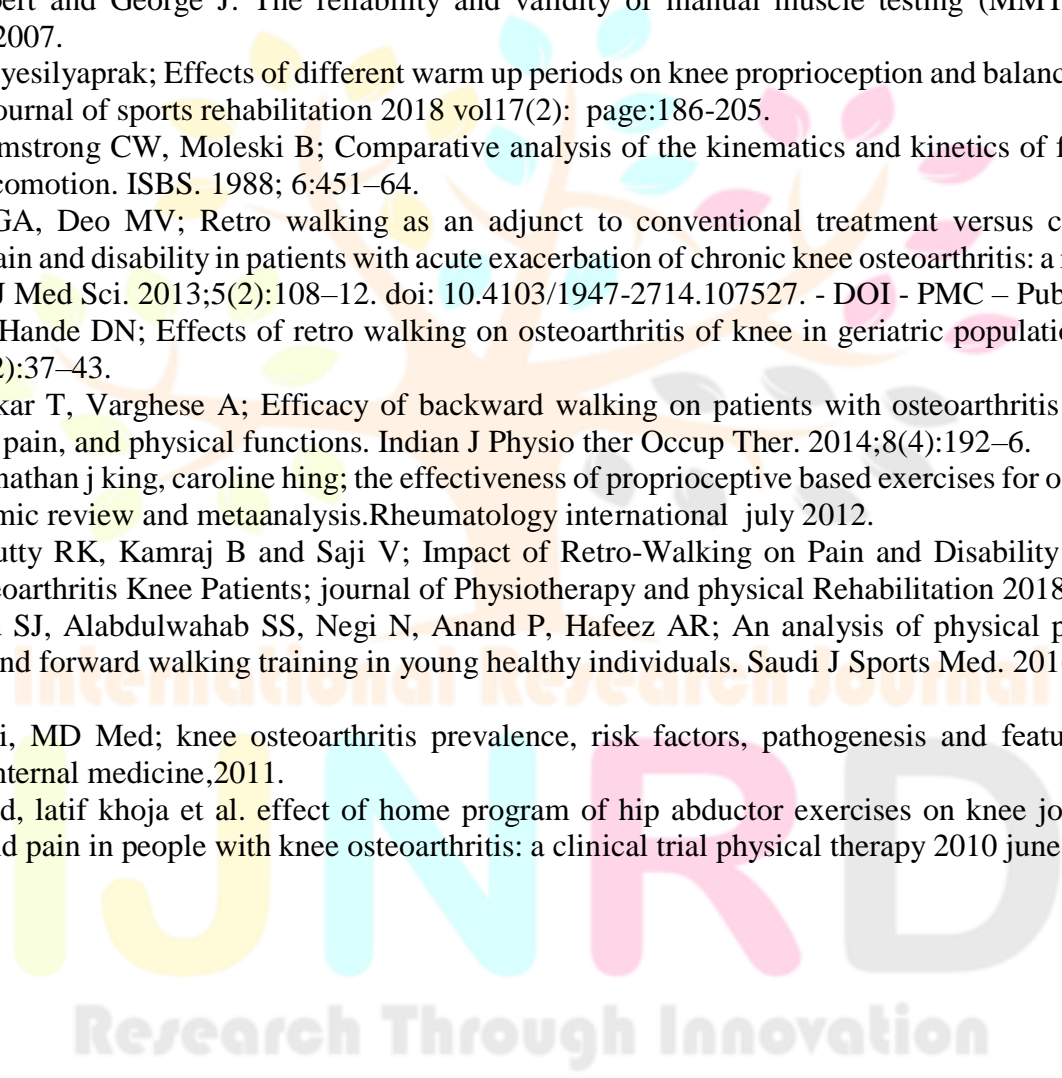 bert and George J. The reliability and validity of manual muscle testing (MMT
2007.
yesilyaprak; Effects of different warm up periods on knee proprioception and balanc
ournal of sports rehabilitation 2018 vol17(2): page:186-205.
mstrong CW, Moleski B; Comparative analysis of the kinematics and kinetics of f
comotion. ISBS. 1988; 6:451–64.
GA, Deo MV; Retro walking as an adjunct to conventional treatment versus c
ain and disability in patients with acute exacerbation of chronic knee osteoarthritis: a
J Med Sci. 2013;5(2):108–12. doi: 10.4103/1947-2714.107527. - DOI - PMC – Pub
Hande DN; Effects of retro walking on osteoarthritis of knee in geriatric populatio
2):37–43.
kar T, Varghese A; Efficacy of backward walking on patients with osteoarthritis
pain, and physical functions. Indian J Physio ther Occup Ther. 2014;8(4):192–6.
nathan j king, caroline hing; the effectiveness of proprioceptive based exercises for o
mic review and metaanalysis.Rheumatology international july 2012.
utty RK, Kamraj B and Saji V; Impact of Retro-Walking on Pain and Disability
eoarthritis Knee Patients; journal of Physiotherapy and physical Rehabilitation 2018
SJ, Alabdulwahab SS, Negi N, Anand P, Hafeez AR; An analysis of physical p
nd forward walking training in young healthy individuals. Saudi J Sports Med. 201
International Research Journal
i, MD Med; knee osteoarthritis prevalence, risk factors, pathogenesis and featu
nternal medicine,2011.
d, latif khoja et al. effect of home program of hip abductor exercises on knee jo
d pain in people with knee osteoarthritis: a clinical trial physical therapy 2010 june
IJNRD
Research Through Innovation